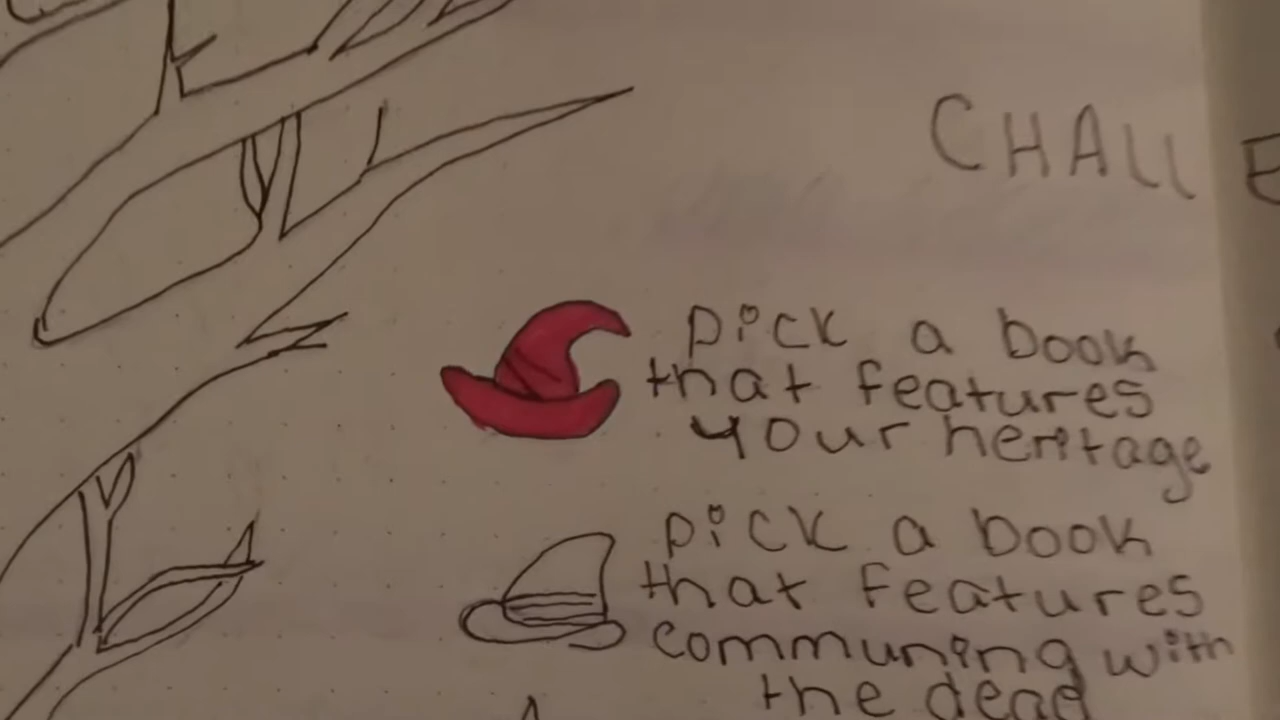 CHALL E
pick a book
that features
your heritage
pick a book
that features
communing with
the dead